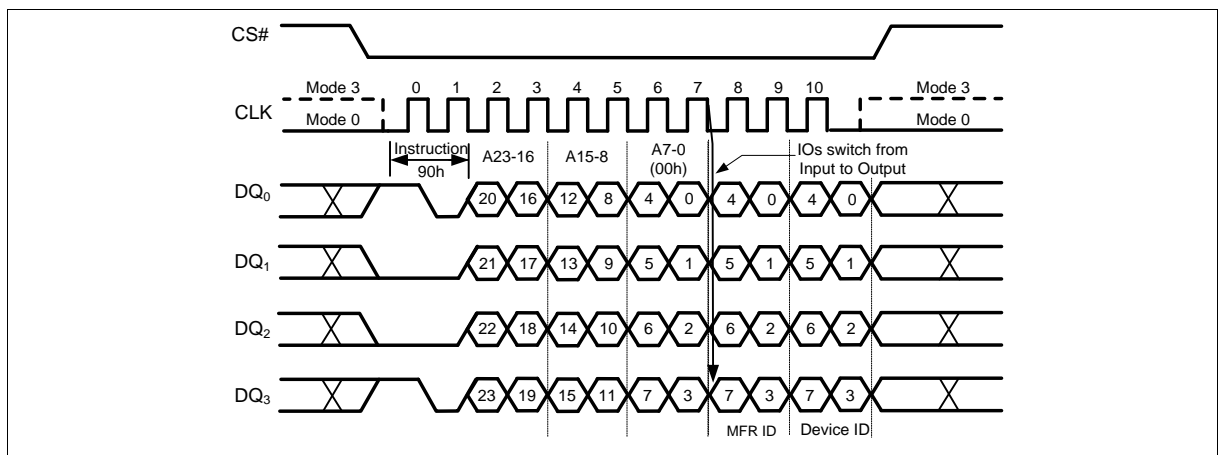 CS#
Mode 3 0 1 2 3 4 5 6 7 8 9 10 Mode 3
CLK
Mode 0 Mode 0
Instruction A23-16 A15-8 A7-0 IOs switch from
90h (00h) Input to Output
DQ0 20 16 12 8 4 0 4 0 4 0
DQ1 21 17 13 9 5 1 5 1 5 1
DQ2 22 18 14 10 6 2 6 2 6 2
DQ3 23 19 15 11 7 3 7 3 7 3
MFR ID Device ID